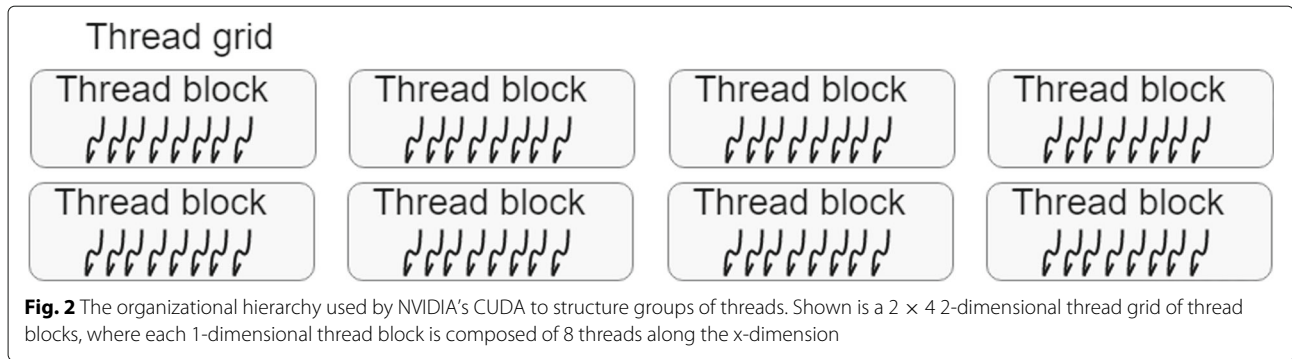 Thread grid
Thread block Thread block Thread block Thread block
Thread block Thread block Thread block Thread block
Fig. 2 The organizational hierarchy used by NVIDIA's CUDA to structure groups of threads. Shown is a 2 × 4 2-dimensional thread grid of thread
blocks, where each 1-dimensional thread block is composed of 8 threads along the x-dimension